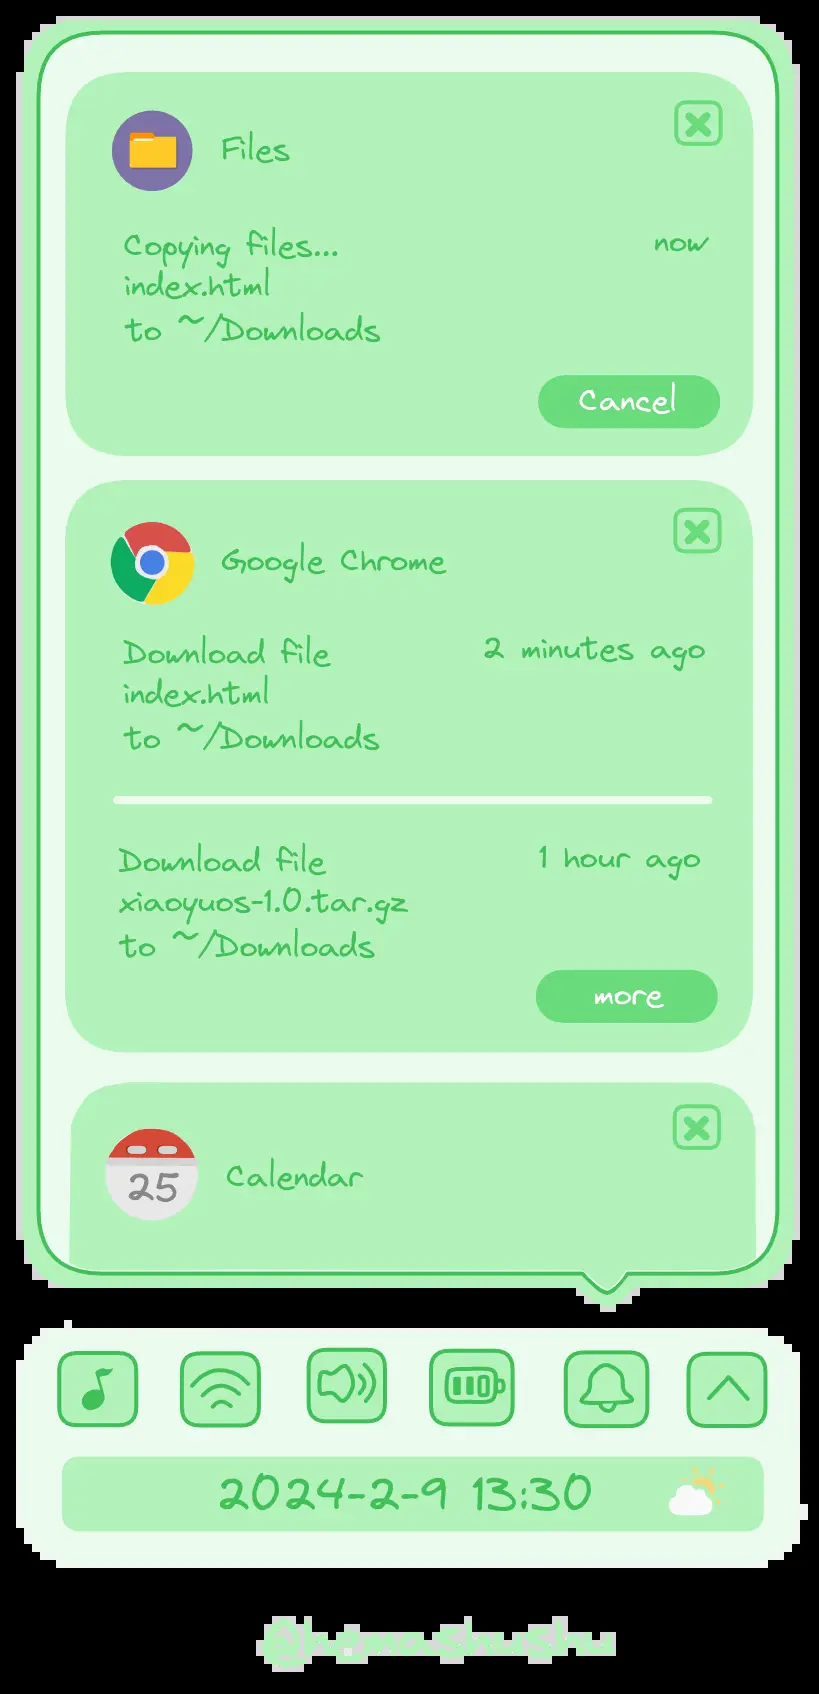 Files
Copying files...
now
index.html
to ~/Downloads
Cancel
Google Chrome
Download file
2 minutes ago
index.html
to ~/Downloads
Download file
1 hour ago
xiaoyuos-1.0.tar.gz
to ~/Downloads
more
25
Calendar
2024-2-9 13:30
@hemashushu